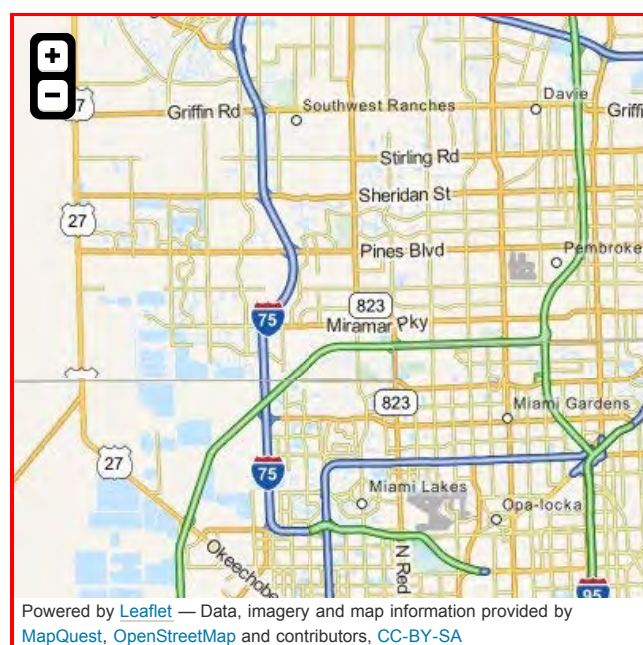 +
Davie
−
7
Griffin Rd
Southwest Ranches
Griffi
Stirling Rd
Sheridan St
27
Pines Blvd
Pembroke
823
75
Miramar Pky
823
Miami Gardens
27
75
Miami Lakes
Opa-locka
Okeechobe
N Red
95
Powered by Leaflet — Data, imagery and map information provided by
MapQuest, OpenStreetMap and contributors, CC-BY-SA